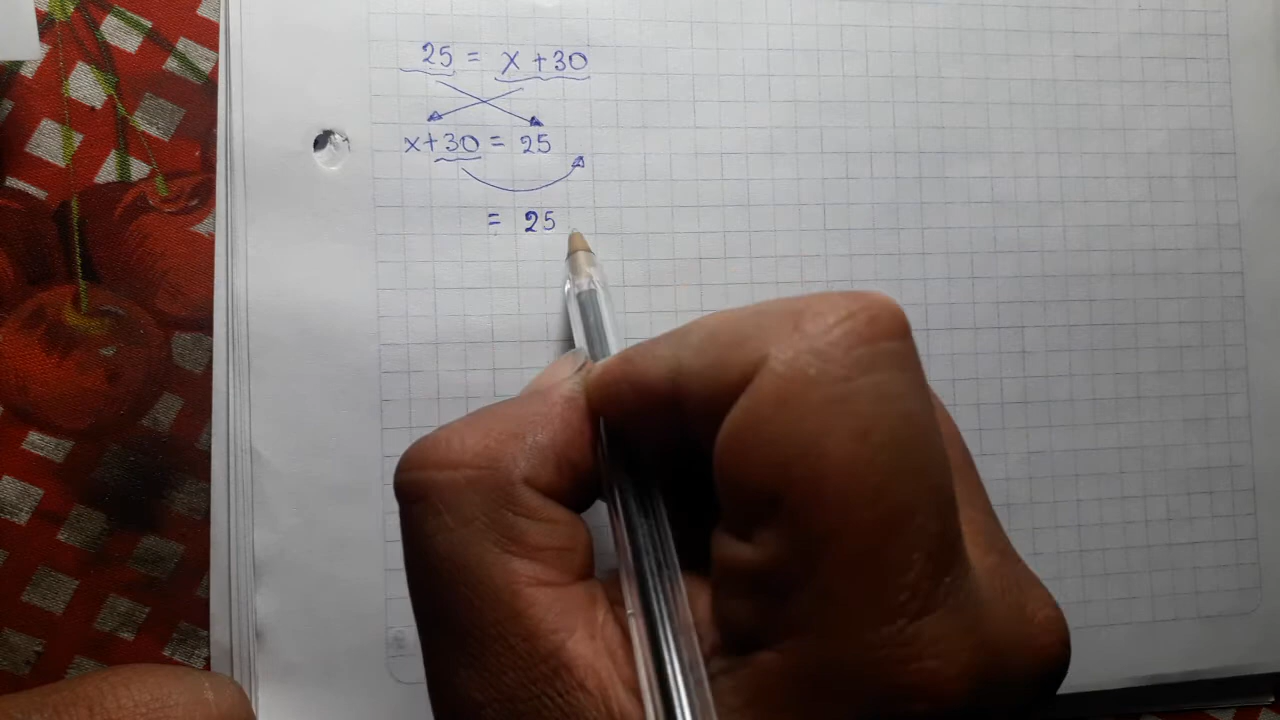 25 = x + 30
x + 30 = 25
= 25